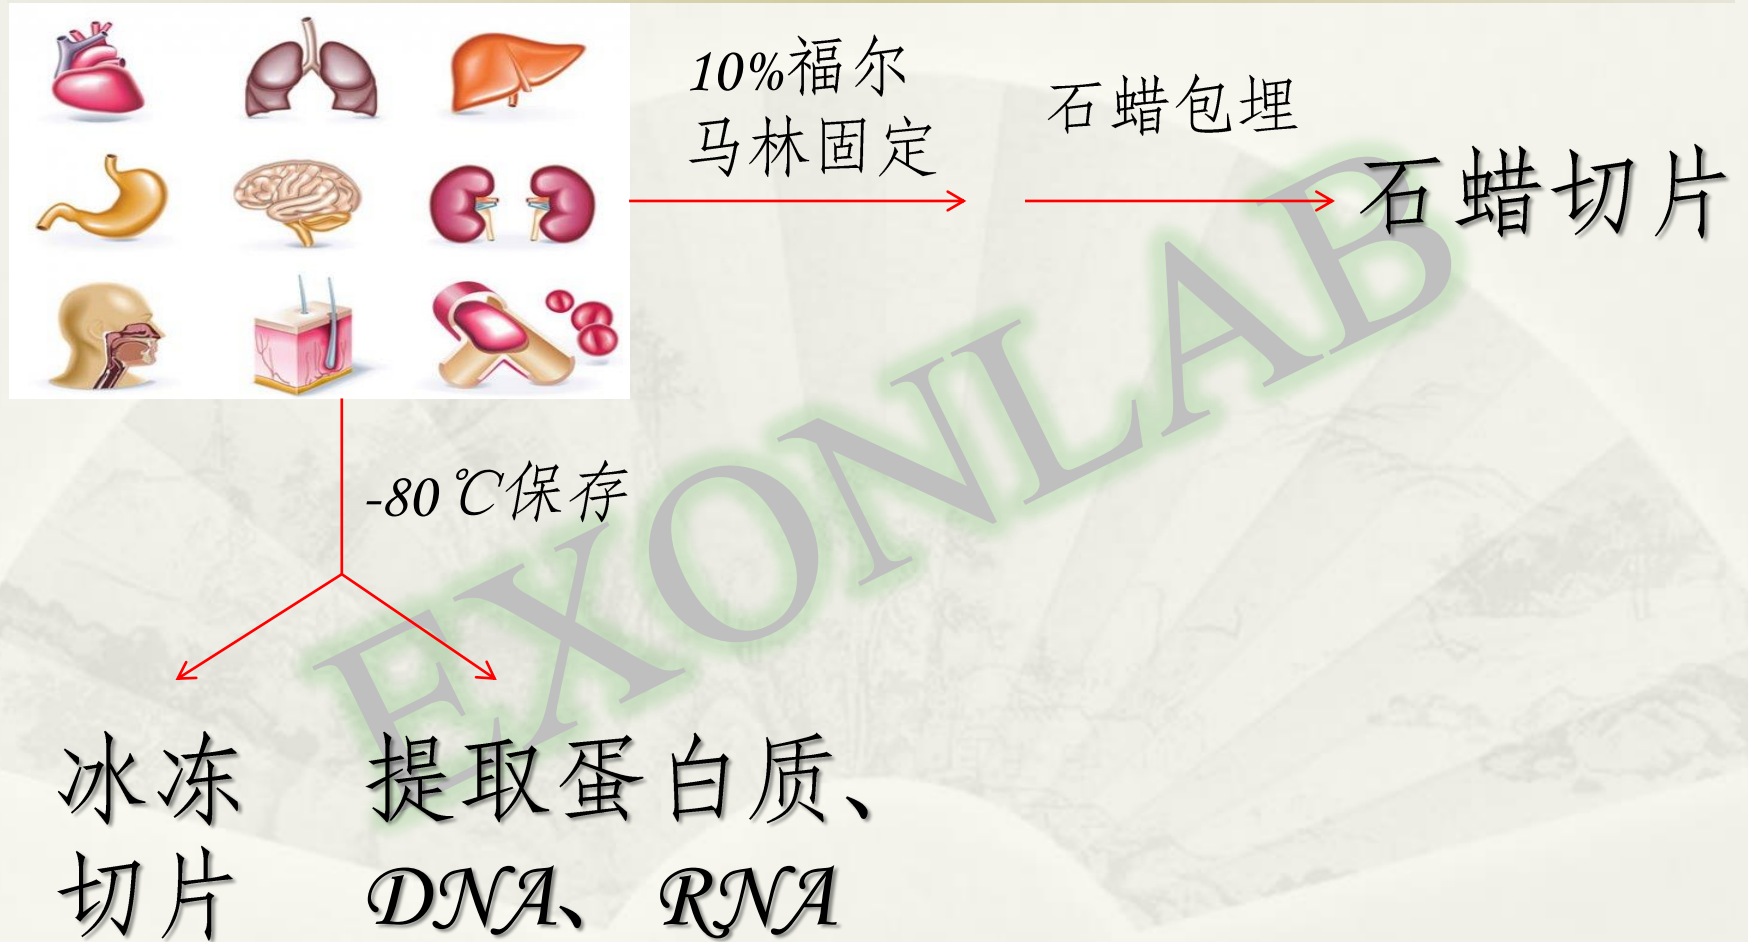 10%福尔
马林固定
石蜡包埋
石蜡切片
-80℃保存
冰冻
切片
提取蛋白质、
DNA、RNA
EXONLAB